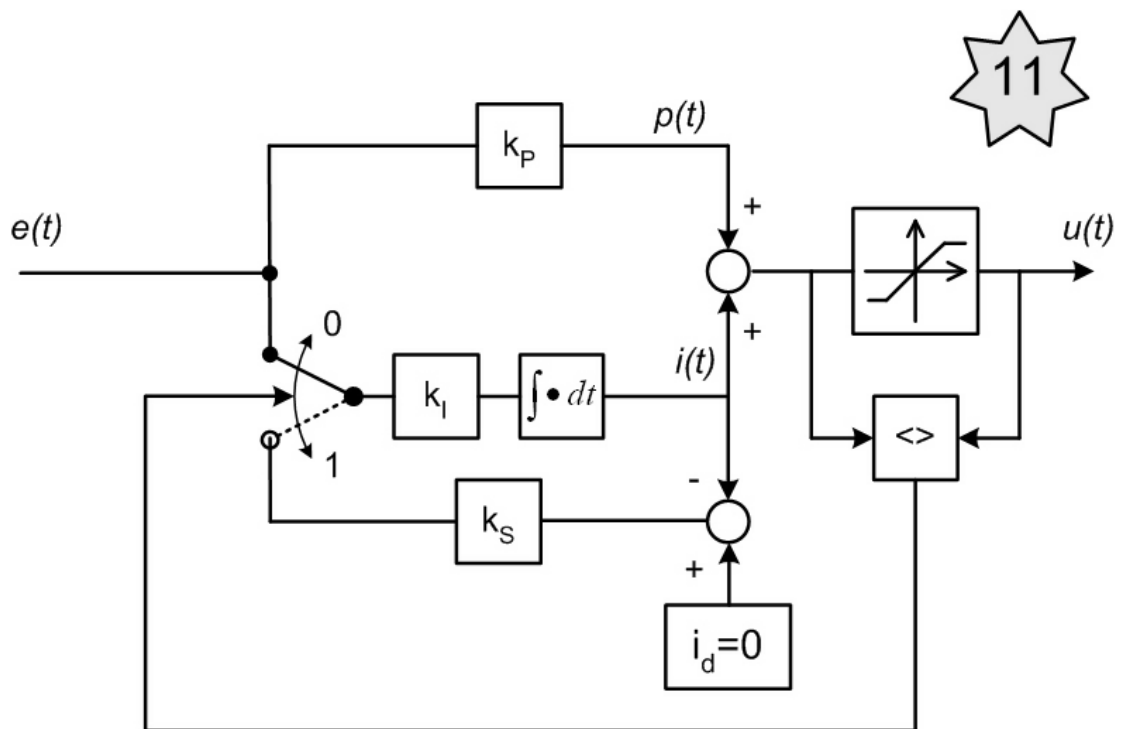 11
p(t)
k_P
+
e(t)
u(t)
0
+
i(t)
k_I
∫ • dt
<>
1
-
k_S
+
i_d=0